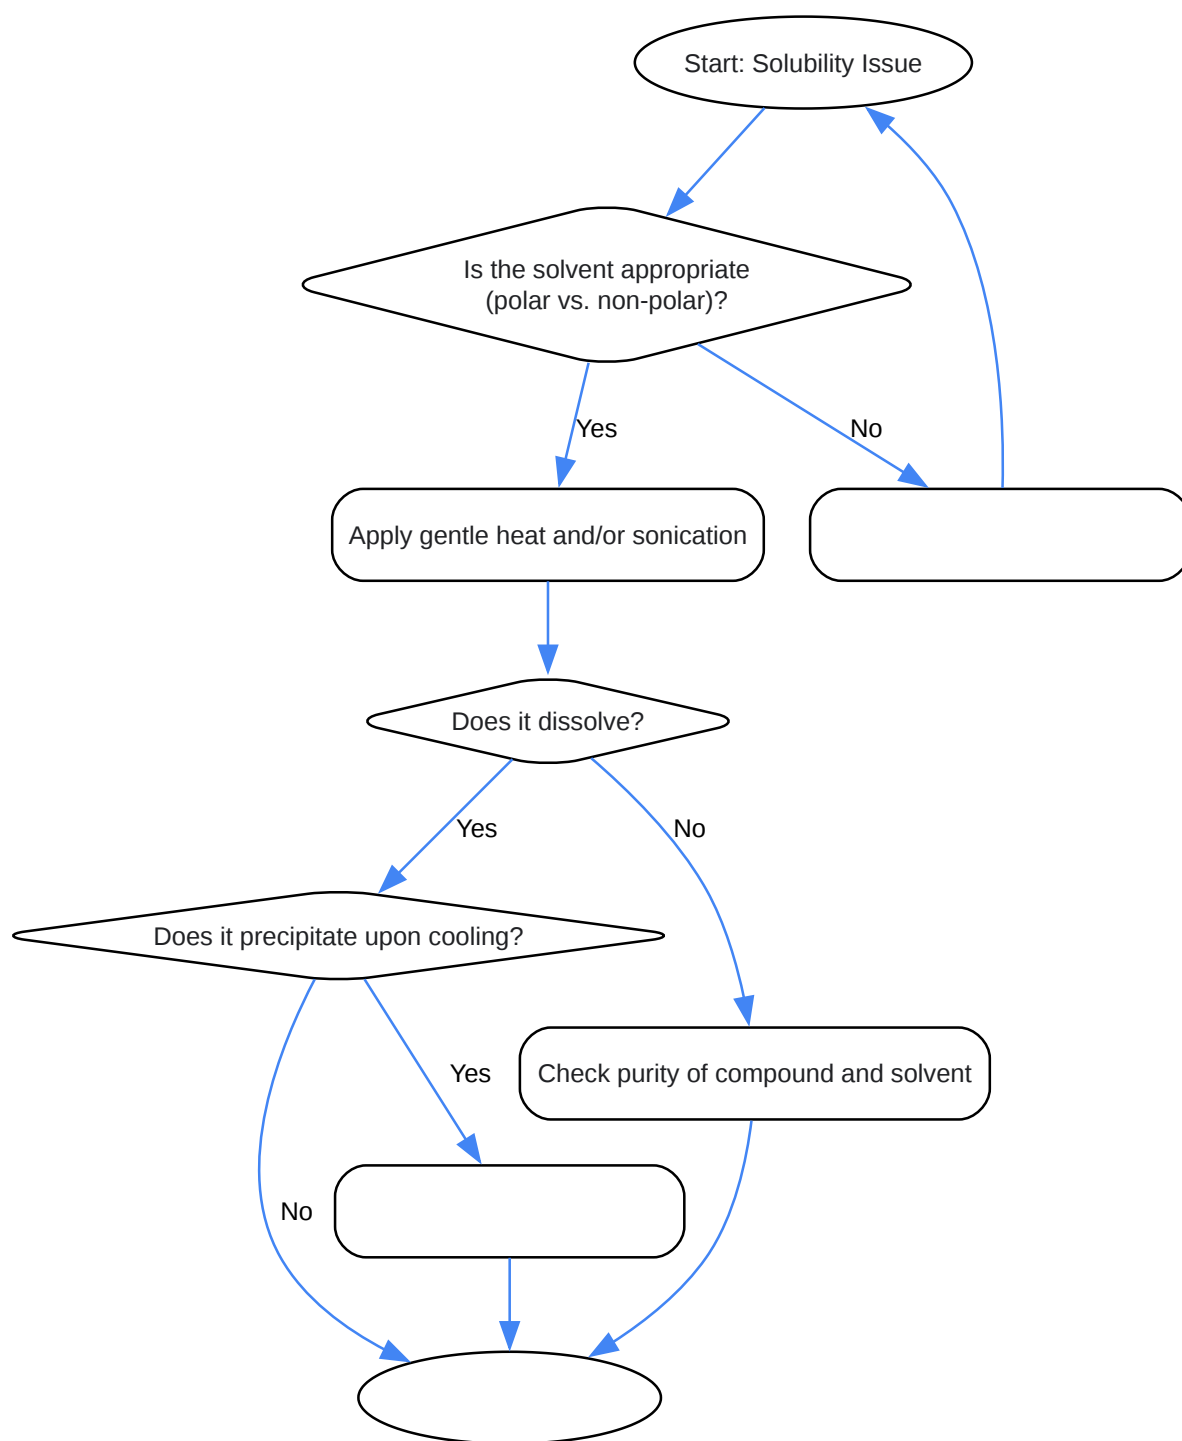 Start: Solubility Issue
Is the solvent appropriate
(polar vs. non-polar)?
Yes
No
Apply gentle heat and/or sonication
Does it dissolve?
Yes
No
Does it precipitate upon cooling?
Yes
Check purity of compound and solvent
No